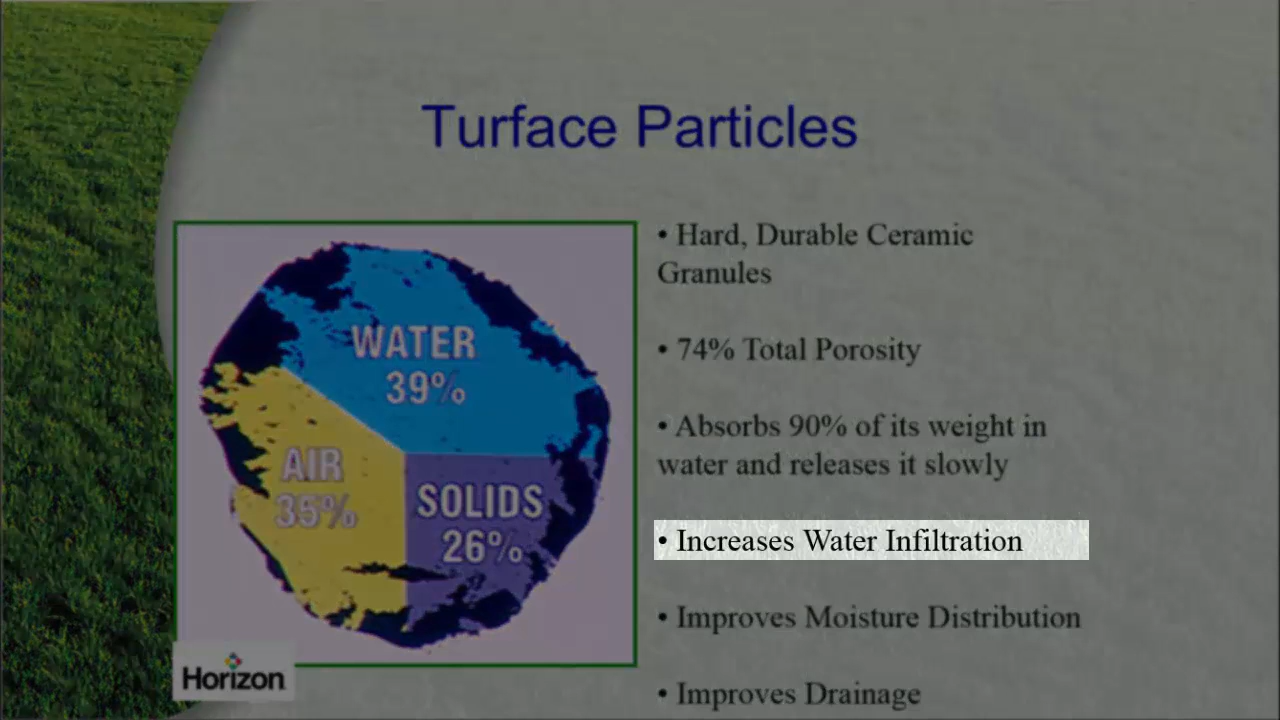 Turface Particles
WATER
39%
AIR
35%
SOLIDS
26%
• Hard, Durable Ceramic
Granules
• 74% Total Porosity
• Absorbs 90% of its weight in
water and releases it slowly
• Increases Water Infiltration
• Improves Moisture Distribution
• Improves Drainage
Horizon